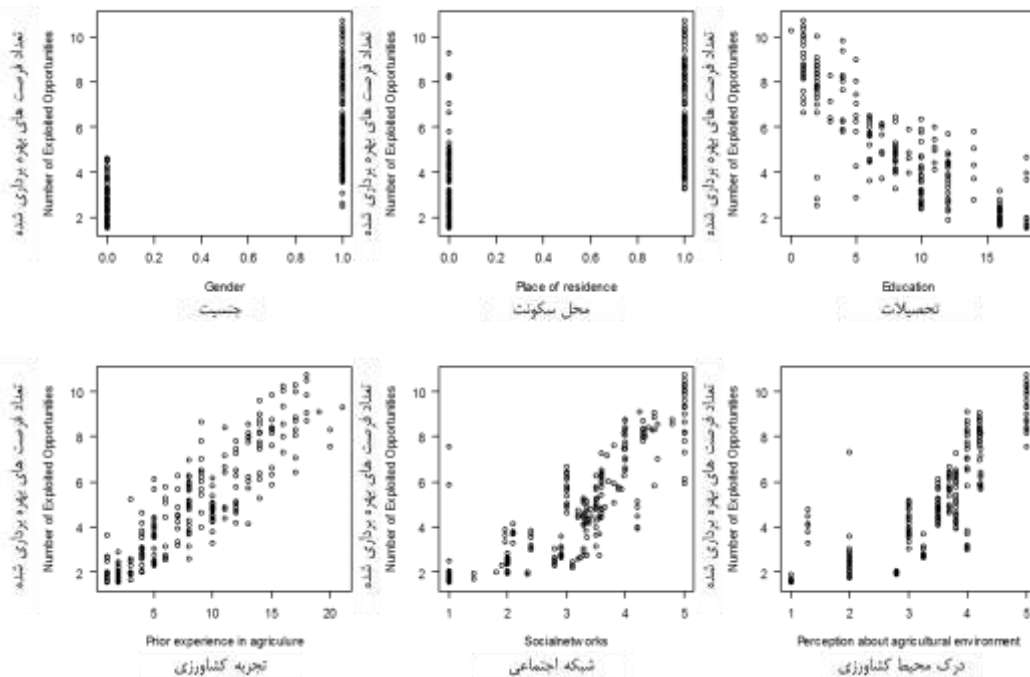 تعداد فرصت های بهره برداری شده
Number of Exploited Opportunities
10
8
6
4
2
0.0 0.2 0.4 0.6 0.8 1.0
Gender
جنسیت
تعداد فرصت های بهره برداری شده
Number of Exploited Opportunities
10
8
6
4
2
0.0 0.2 0.4 0.6 0.8 1.0
Place of residence
محل سکونت
تعداد فرصت های بهره برداری شده
Number of Exploited Opportunities
10
8
6
4
2
0 5 10 15
Education
تحصیلات
تعداد فرصت های بهره برداری شده
Number of Exploited Opportunities
10
8
6
4
2
5 10 15 20
Prior experience in agriculure
تجربه کشاورزی
تعداد فرصت های بهره برداری شده
Number of Exploited Opportunities
10
8
6
4
2
1 2 3 4 5
Socialnetworks
شبکه اجتماعی
تعداد فرصت های بهره برداری شده
Number of Exploited Opportunities
10
8
6
4
2
1 2 3 4 5
Perception about agricultural environment
درک محیط کشاورزی